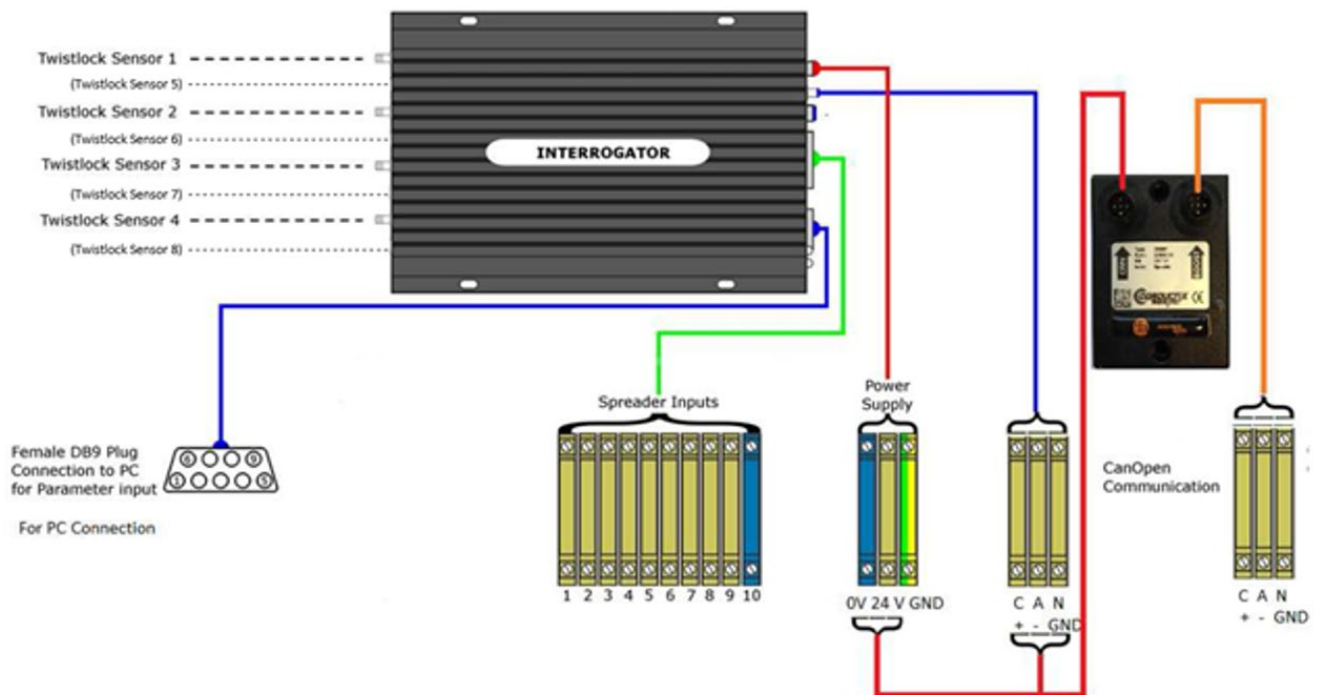 Twistlock Sensor 1
(Twistlock Sensor 5)
Twistlock Sensor 2
(Twistlock Sensor 6)
Twistlock Sensor 3
(Twistlock Sensor 7)
Twistlock Sensor 4
(Twistlock Sensor 8)
INTERROGATOR
Female DB9 Plug
Connection to PC
for Parameter input
For PC Connection
6 9
1 5
Spreader Inputs
1 2 3 4 5 6 7 8 9 10
Power
Supply
0V 24 V GND
C A N
+ - GND
CanOpen
Communication
C A N
+ - GND
CE